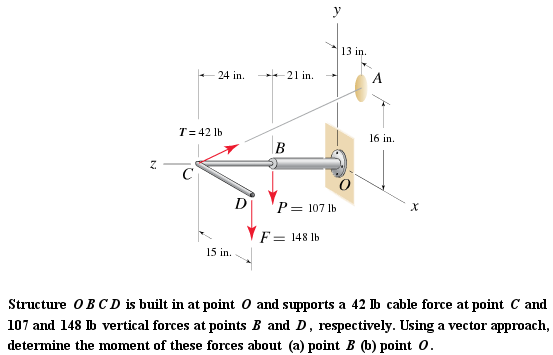 y
13 in.
24 in.
21 in.
A
T = 42 lb
16 in.
B
z
C
O
D
P = 107 lb
x
F = 148 lb
15 in.
Structure O B C D is built in at point O and supports a 42 lb cable force at point C and
107 and 148 lb vertical forces at points B and D, respectively. Using a vector approach,
determine the moment of these forces about (a) point B (b) point O.